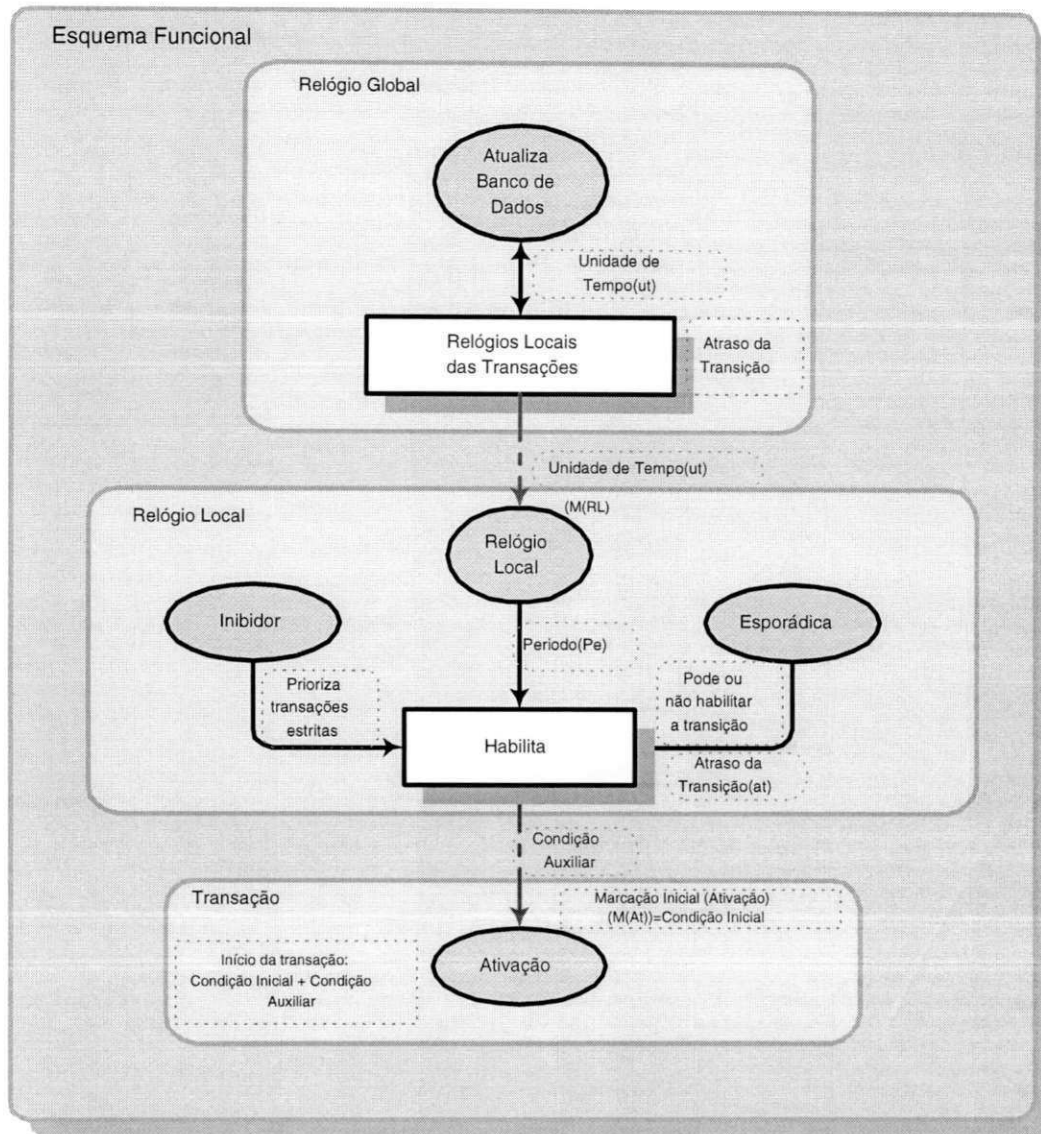 Esquema Funcional
Relógio Global
Atualiza
Banco de
Dados
Unidade de
Tempo(ut)
Relógios Locais
das Transações
Atraso da
Transição
Unidade de Tempo(ut)
Relógio Local
(M(RL)
Relógio
Local
Inibidor
Esporádica
Periodo(Pe)
Prioriza
transações
estritas
Pode ou
não habilitar
a transição
Habilita
Atraso da
Transição(at)
Condição
Auxiliar
Transação
Marcação Inicial (Ativação)
(M(At))=Condição Inicial
Início da transação:
Condição Inicial + Condição
Auxiliar
Ativação